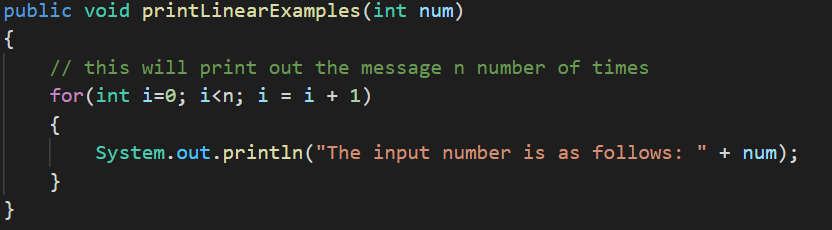 public void printLinearExamples(int num)
{
    // this will print out the message n number of times
    for(int i=0; i<n; i = i + 1)
    {
        System.out.println("The input number is as follows: " + num);
    }
}